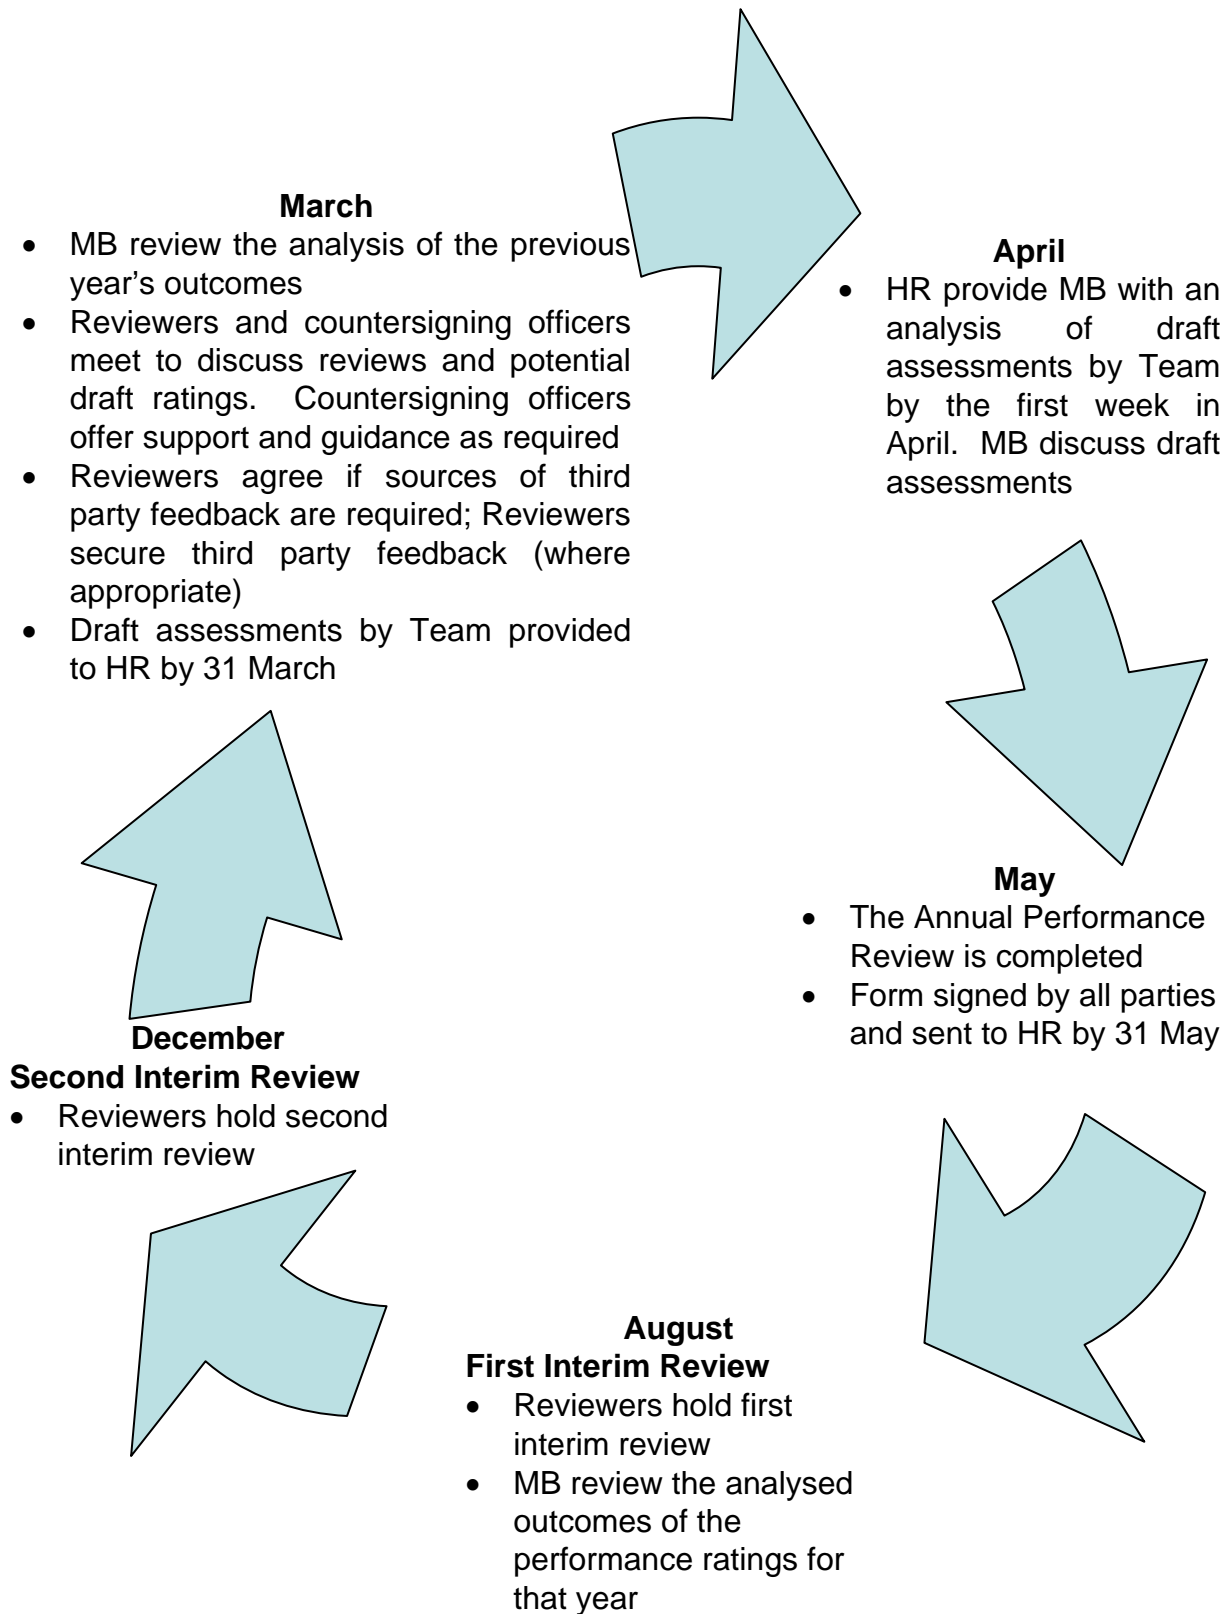 March
• MB review the analysis of the previous
year’s outcomes
• Reviewers and countersigning officers
meet to discuss reviews and potential
draft ratings.  Countersigning officers
offer support and guidance as required
• Reviewers agree if sources of third
party feedback are required; Reviewers
secure third party feedback (where
appropriate)
• Draft assessments by Team provided
to HR by 31 March
April
• HR provide MB with an
analysis of draft
assessments by Team
by the first week in
April.  MB discuss draft
assessments
May
• The Annual Performance
Review is completed
• Form signed by all parties
and sent to HR by 31 May
August
First Interim Review
• Reviewers hold first
interim review
• MB review the analysed
outcomes of the
performance ratings for
that year
December
Second Interim Review
• Reviewers hold second
interim review